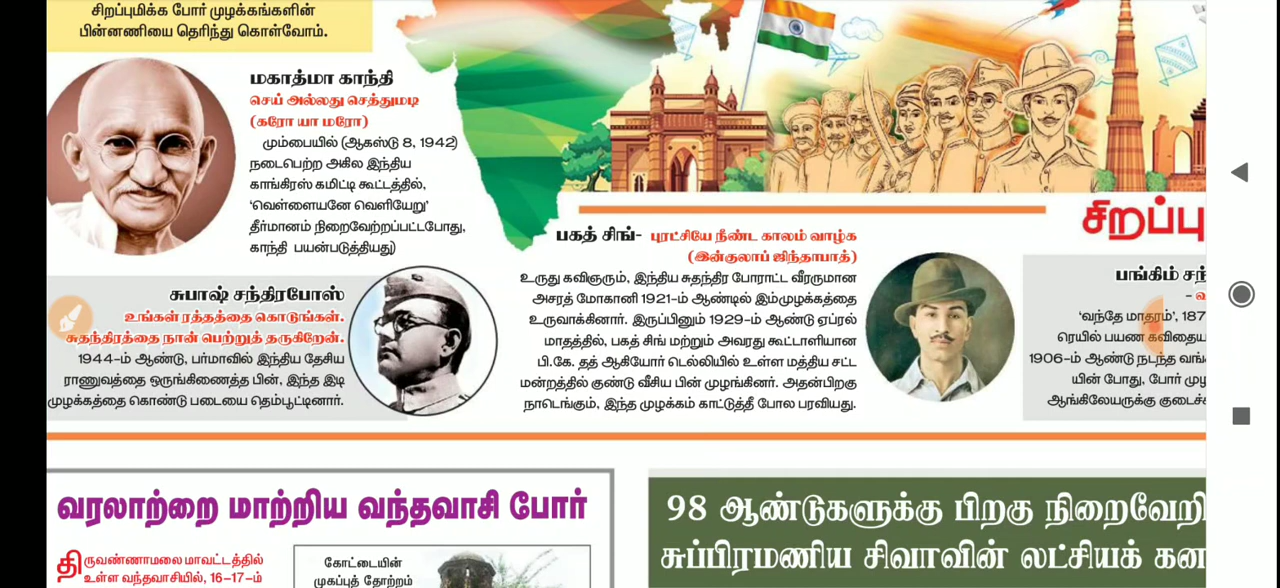 சிறப்புமிக்க போர் முழக்கங்களின்
பின்னணியை தெரிந்து கொள்வோம்.
மகாத்மா காந்தி
செய் அல்லது செத்துமடி
(கரோ யா மரோ)
மும்பையில் (ஆகஸ்டு 8, 1942)
நடைபெற்ற அகில இந்திய
காங்கிரஸ் கமிட்டி கூட்டத்தில்,
‘வெள்ளையனே வெளியேறு’
தீர்மானம் நிறைவேற்றப்பட்டபோது,
காந்தி பயன்படுத்தியது)
சுபாஷ் சந்திரபோஸ்
உங்கள் ரத்தத்தை கொடுங்கள்.
சுதந்திரத்தை நான் பெற்றுத் தருகிறேன்.
1944-ம் ஆண்டு, பர்மாவில் இந்திய தேசிய
ராணுவத்தை ஒருங்கிணைத்த பின், இந்த இடி
முழக்கத்தை கொண்டு படையை தெம்பூட்டினார்.
பகத் சிங்- புரட்சியே நீண்ட காலம் வாழ்க
(இன்குலாப் ஜிந்தாபாத்)
உருது கவிஞரும், இந்திய சுதந்திர போராட்ட வீரருமான
அசரத் மோகானி 1921-ம் ஆண்டில் இம்முழக்கத்தை
உருவாக்கினார். இருப்பினும் 1929-ம் ஆண்டு ஏப்ரல்
மாதத்தில், பகத் சிங் மற்றும் அவரது கூட்டாளியான
பி.கே. தத் ஆகியோர் டெல்லியில் உள்ள மத்திய சட்ட
மன்றத்தில் குண்டு வீசிய பின் முழங்கினர். அதன்பிறகு
நாடெங்கும், இந்த முழக்கம் காட்டுத்தீ போல பரவியது.
சிறப்பு
பங்கிம் சந்
-
‘வந்தே மாதரம்’, 187
ரெயில் பயண கவிதைய
1906-ம் ஆண்டு நடந்த வங்
யின் போது, போர் முழ
ஆங்கிலேயருக்கு குடைச்
வரலாற்றை மாற்றிய வந்தவாசி போர்
திருவண்ணாமலை மாவட்டத்தில்
உள்ள வந்தவாசியில், 16-17-ம்
கோட்டையின்
முகப்புத் தோற்றம்
98 ஆண்டுகளுக்கு பிறகு நிறைவேறி
சுப்பிரமணிய சிவாவின் லட்சியக் கன